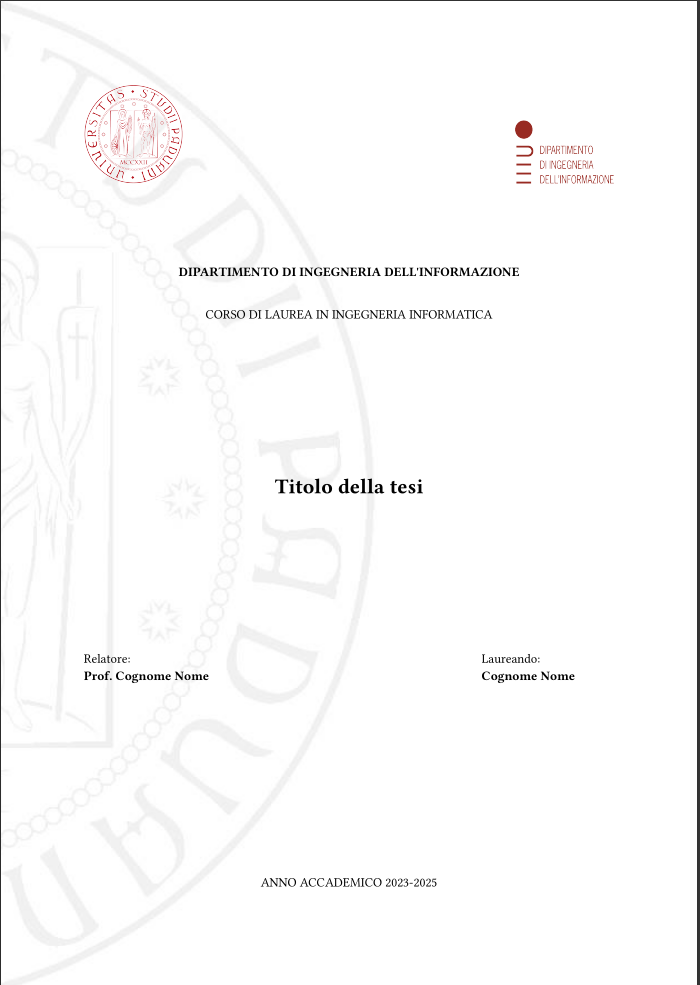 UNIVERSITAS STUDII PADUANI
MCCXXII
DIPARTIMENTO
DI INGEGNERIA
DELL'INFORMAZIONE
DIPARTIMENTO DI INGEGNERIA DELL'INFORMAZIONE
CORSO DI LAUREA IN INGEGNERIA INFORMATICA
Titolo della tesi
Relatore:
Prof. Cognome Nome
Laureando:
Cognome Nome
ANNO ACCADEMICO 2023-2025